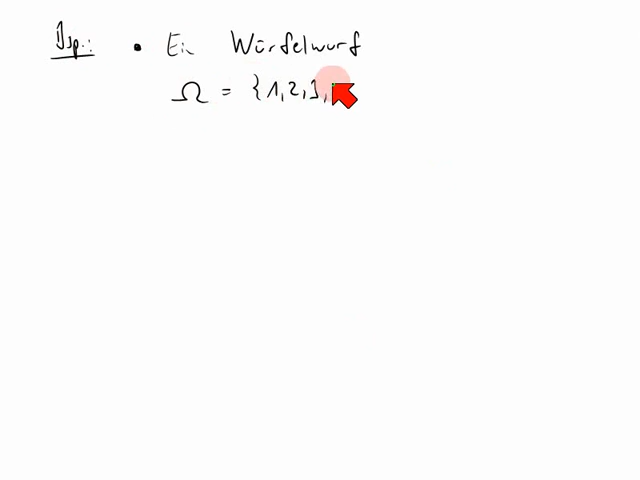 Bsp.: • Ein Würfelwurf
Ω = {1, 2, 3,